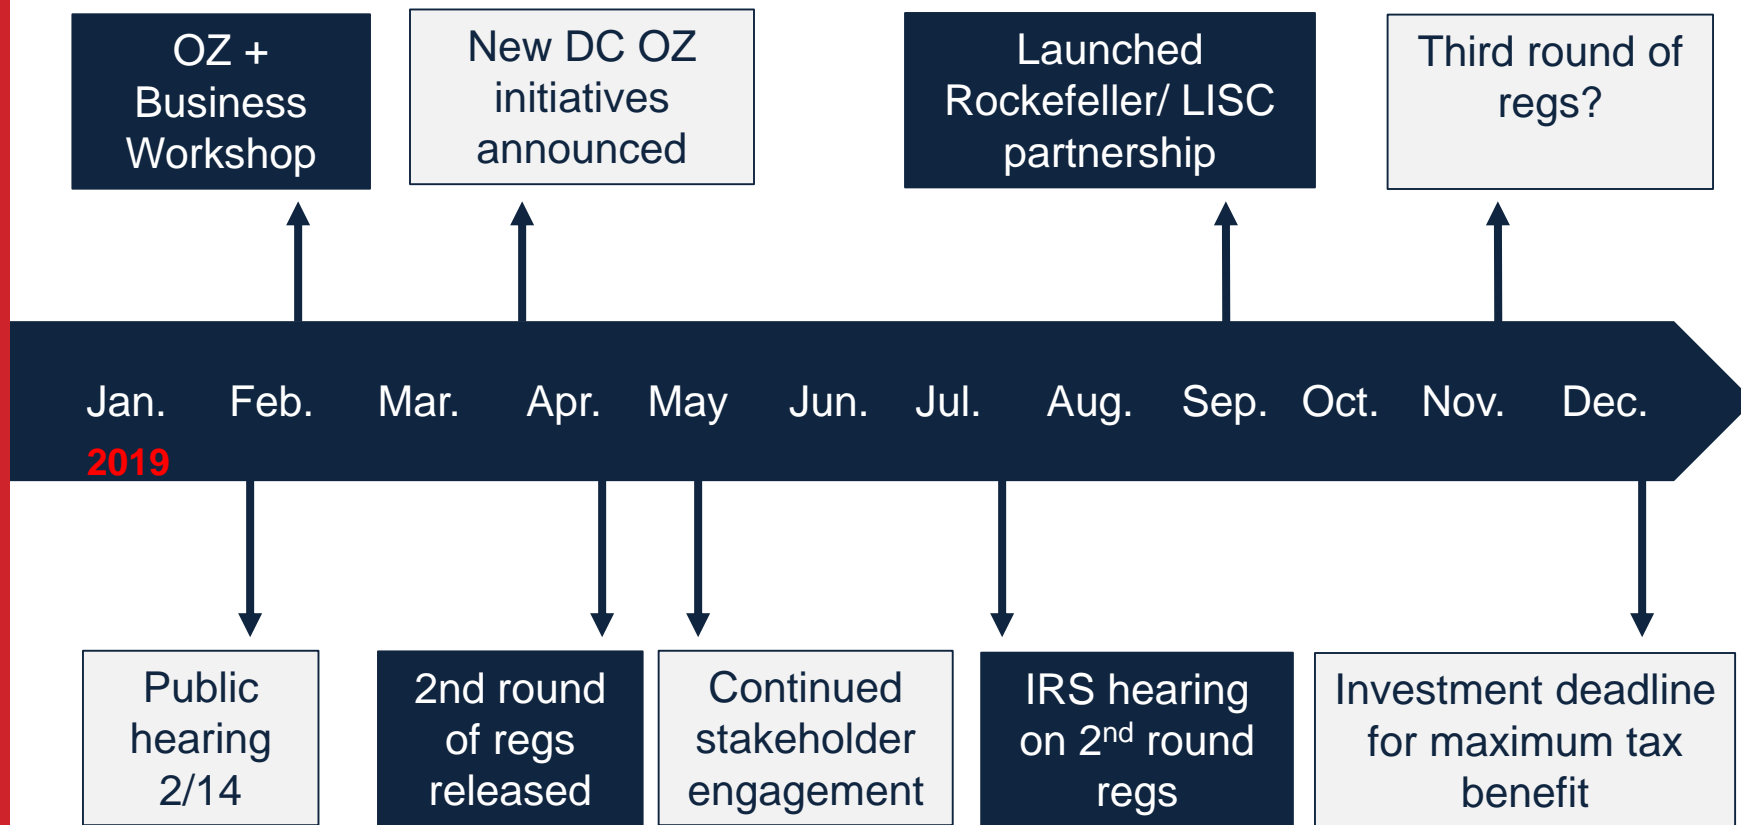 OZ +
Business
Workshop
New DC OZ
initiatives
announced
Launched
Rockefeller/ LISC
partnership
Third round of
regs?
Jan. Feb. Mar. Apr. May Jun. Jul. Aug. Sep. Oct. Nov. Dec.
2019
Public
hearing
2/14
2nd round
of regs
released
Continued
stakeholder
engagement
IRS hearing
on 2nd round
regs
Investment deadline
for maximum tax
benefit